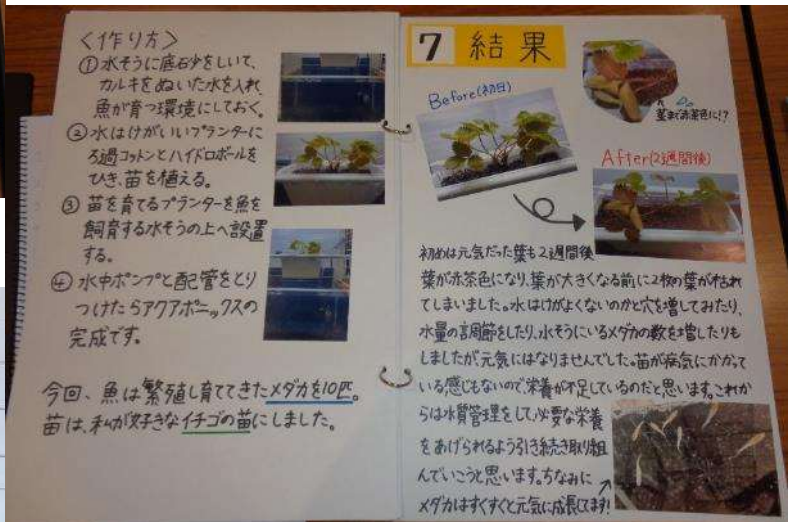 <作り方>
① 水そうに底砂をしいて、
カルキをぬいた水を入れ、
魚が育つ環境にしておく。
② 水はけがいいプランターに
ろ過コットンとハイドロボールを
ひき、苗を植える。
③ 苗を育てるプランターを魚を
飼育する水そうの上へ設置
する。
④ 水中ポンプと配管をとり
つけたらアクアポニックスの
完成です。
今回、魚は繁殖し育ててきたメダカを10匹。
苗は、私が好きなイチゴの苗にしました。
7 結果
Before(初日)
茎まで赤茶色に!?
After(2週間後)
初めは元気だった葉も2週間後
葉が赤茶色になり、葉が大きくなる前に2枚の葉が枯れ
てしまいました。水はけがよくないのかと穴を増してみたり、
水量の調節をしたり、水そうにいるメダカの数を増したりも
しましたが、元気にはなりませんでした。苗が病気にかかって
いる感じもないので栄養が不足しているのだと思います。これか
らは水質管理をして、必要な栄養
をあげられるよう引き続き取り組
んでいこうと思います。ちなみに
メダカはすくすくと元気に成長してます!